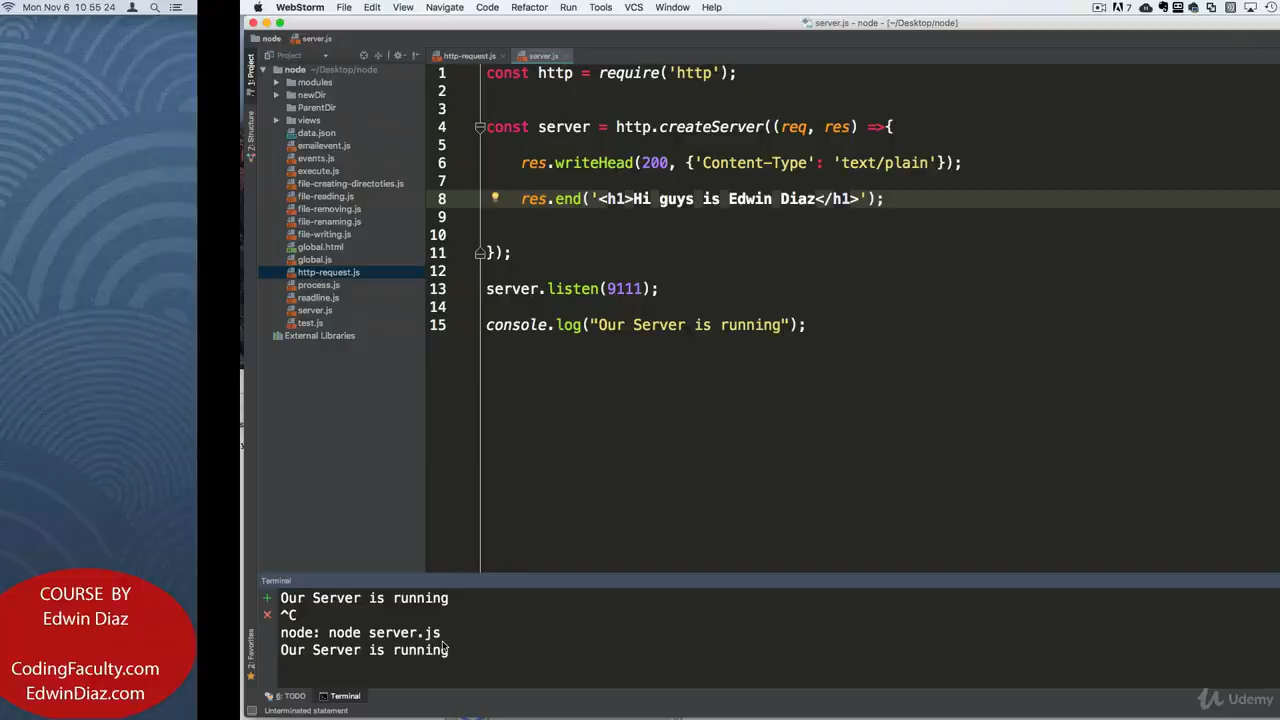 Mon Nov 6 10 55 24
WebStorm File Edit View Navigate Code Refactor Run Tools VCS Window Help
7
server.js - node - [~/Desktop/node]
node server.js
Project
http-request.js
server.js
1: Project
2: Structure
2: Favorites
node ~/Desktop/node
modules
newDir
ParentDir
views
data.json
emailevent.js
events.js
execute.js
file-creating-directoties.js
file-reading.js
file-removing.js
file-renaming.js
file-writing.js
global.html
global.js
http-request.js
process.js
readline.js
server.js
test.js
External Libraries
1 const http = require('http');
2
3
4 const server = http.createServer((req, res) =>{
5
6 res.writeHead(200, {'Content-Type': 'text/plain'});
7
8 res.end('<h1>Hi guys is Edwin Diaz</h1>');
9
10
11 });
12
13 server.listen(9111);
14
15 console.log("Our Server is running");
Terminal
Our Server is running
^C
node: node server.js
Our Server is running
6: TODO Terminal
Unterminated statement
COURSE BY
Edwin Diaz
CodingFaculty.com
EdwinDiaz.com
Udemy